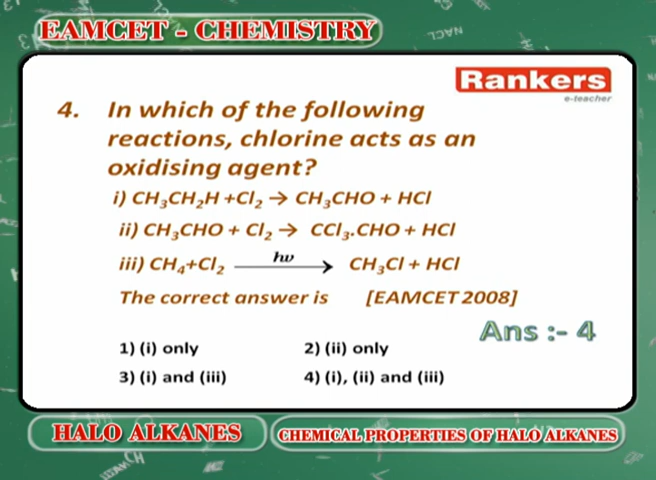 EAMCET - CHEMISTRY
Rankers
e-teacher
4. In which of the following
reactions, chlorine acts as an
oxidising agent?
i) CH₃CH₂H +Cl₂ → CH₃CHO + HCl
ii) CH₃CHO + Cl₂ → CCl₃.CHO + HCl
hυ
iii) CH₄+Cl₂ ⟶ CH₃Cl + HCl
The correct answer is [EAMCET 2008]
Ans :- 4
1) (i) only 2) (ii) only
3) (i) and (iii) 4) (i), (ii) and (iii)
HALO ALKANES
CHEMICAL PROPERTIES OF HALO ALKANES